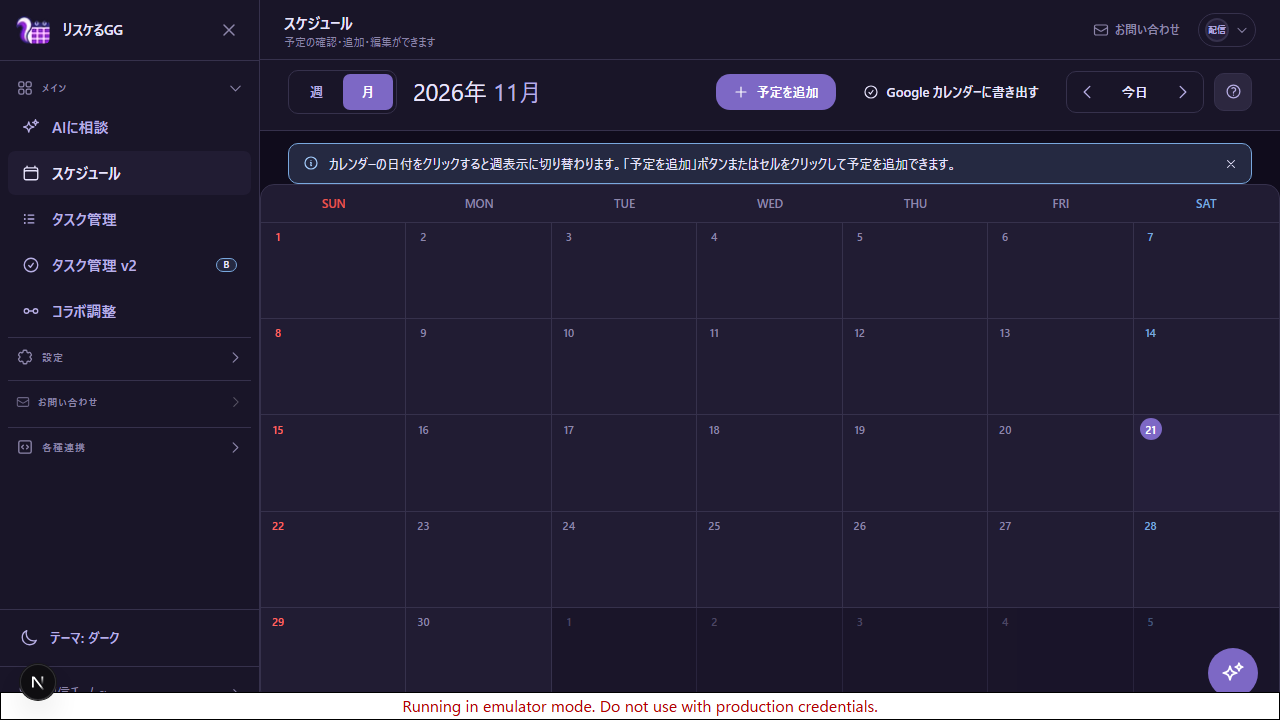 リスケるGG
メイン
AIに相談
スケジュール
タスク管理
タスク管理 v2
B
コラボ調整
設定
お問い合わせ
各種連携
テーマ: ダーク
N
スケジュール
予定の確認・追加・編集ができます
お問い合わせ
配信
週 月
2026年 11月
予定を追加
Google カレンダーに書き出す
今日
カレンダーの日付をクリックすると週表示に切り替わります。「予定を追加」ボタンまたはセルをクリックして予定を追加できます。
SUN MON TUE WED THU FRI SAT
1 2 3 4 5 6 7
8 9 10 11 12 13 14
15 16 17 18 19 20 21
22 23 24 25 26 27 28
29 30 1 2 3 4 5
Running in emulator mode. Do not use with production credentials.